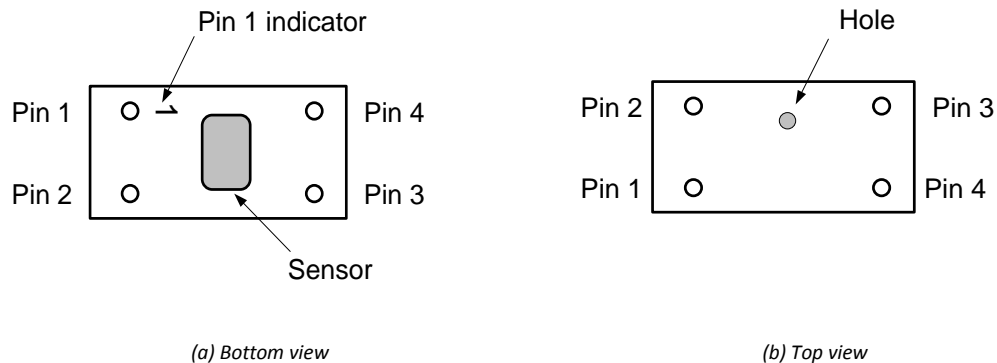 Pin 1 indicator
Hole
Pin 1
1
Pin 4
Pin 2
Pin 3
Sensor
Pin 2
Pin 3
Pin 1
Pin 4
(a) Bottom view
(b) Top view